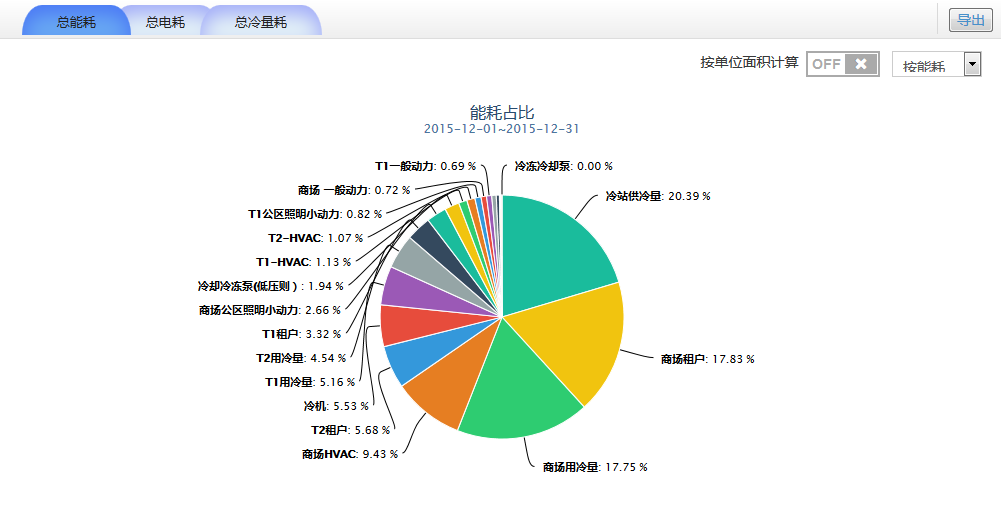 总能耗 总电耗 总冷量耗 导出
按单位面积计算 OFF 按能耗
能耗占比
2015-12-01~2015-12-31
T1一般动力: 0.69 % 冷冻冷却泵: 0.00 %
商场 一般动力: 0.72 % 冷站供冷量: 20.39 %
T1公区照明小动力: 0.82 %
T2-HVAC: 1.07 %
T1-HVAC: 1.13 %
冷却冷冻泵(低压则）: 1.94 %
商场公区照明小动力: 2.66 %
T1租户: 3.32 %
T2用冷量: 4.54 % 商场租户: 17.83 %
T1用冷量: 5.16 %
冷机: 5.53 %
T2租户: 5.68 %
商场HVAC: 9.43 %
商场用冷量: 17.75 %